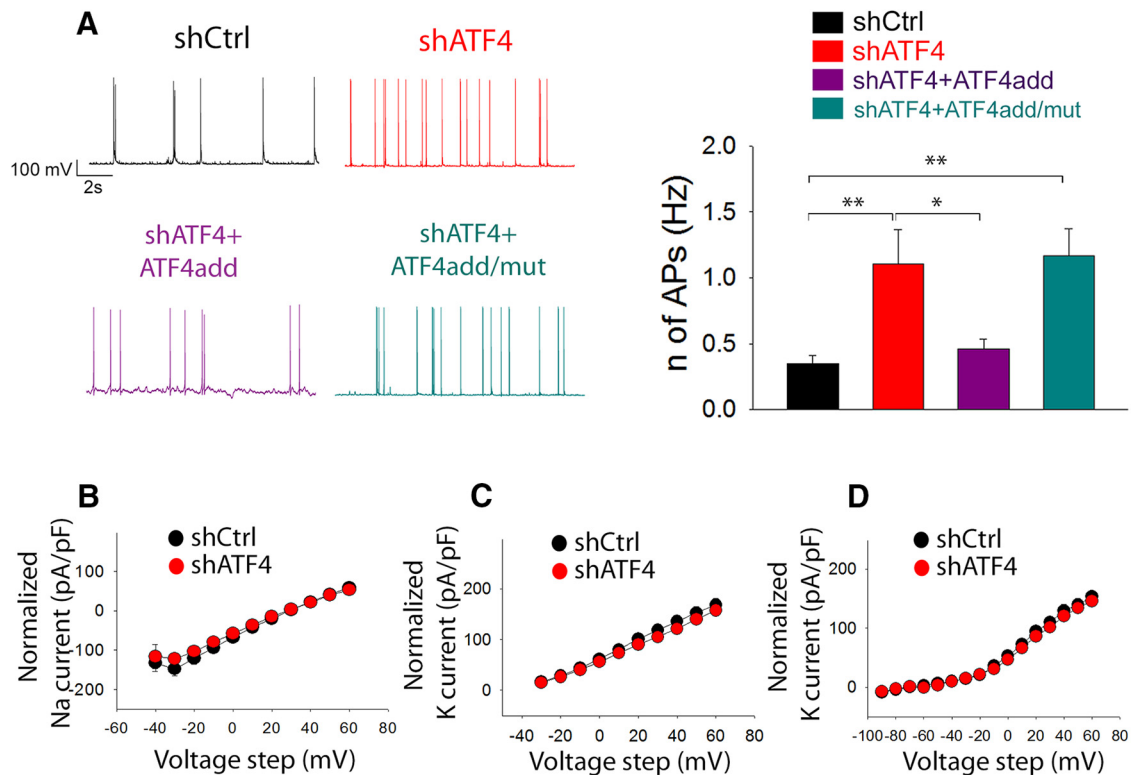 A
shCtrl
shATF4
100 mV
2s
shATF4+
ATF4add
shATF4+
ATF4add/mut
shCtrl
shATF4
shATF4+ATF4add
shATF4+ATF4add/mut
n of APs (Hz)
2.0
1.5
1.0
0.5
0.0
**
**
*
B
Normalized
Na current (pA/pF)
shCtrl
shATF4
100
0
-100
-200
-60 -40 -20 0 20 40 60 80
Voltage step (mV)
C
Normalized
K current (pA/pF)
shCtrl
shATF4
200
100
0
-40 -20 0 20 40 60 80
Voltage step (mV)
D
Normalized
K current (pA/pF)
shCtrl
shATF4
200
100
0
-100 -80 -60 -40 -20 0 20 40 60 80
Voltage step (mV)